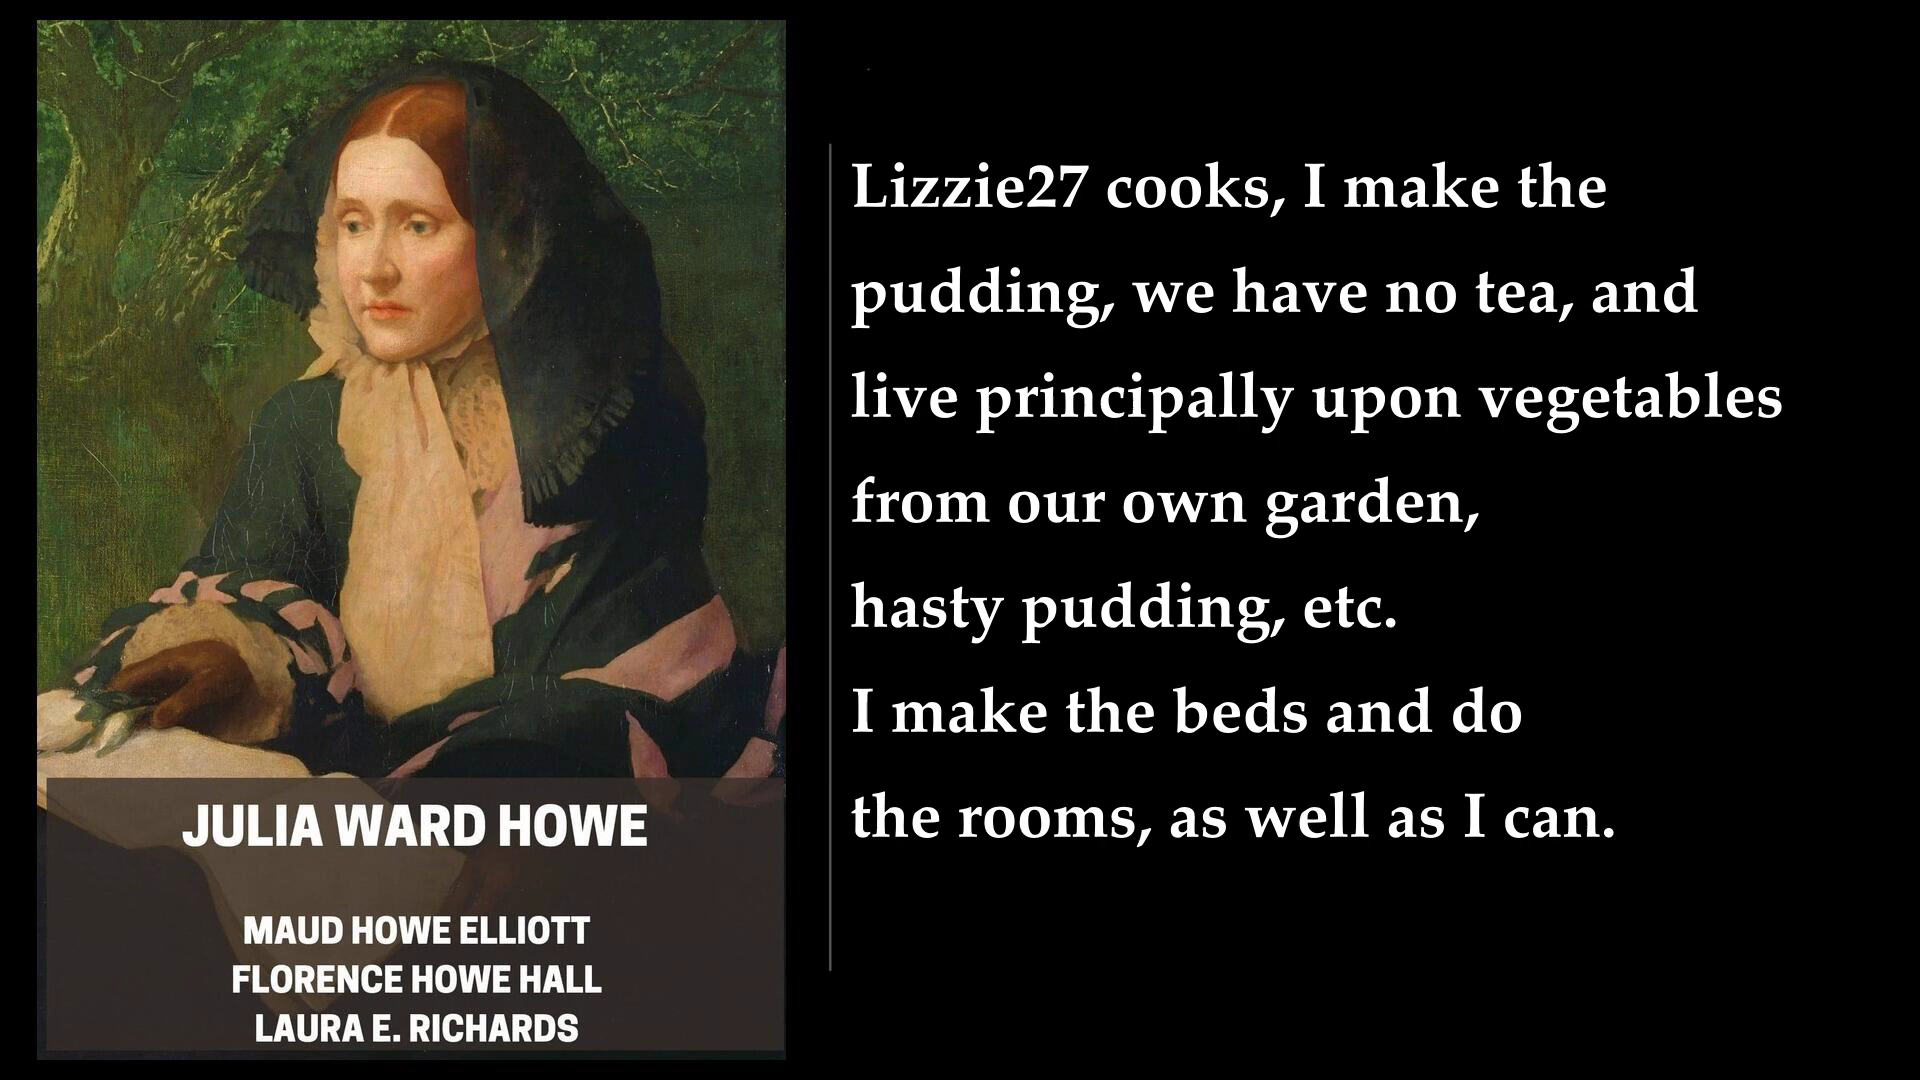 JULIA WARD HOWE
MAUD HOWE ELLIOTT
FLORENCE HOWE HALL
LAURA E. RICHARDS
Lizzie27 cooks, I make the
pudding, we have no tea, and
live principally upon vegetables
from our own garden,
hasty pudding, etc.
I make the beds and do
the rooms, as well as I can.